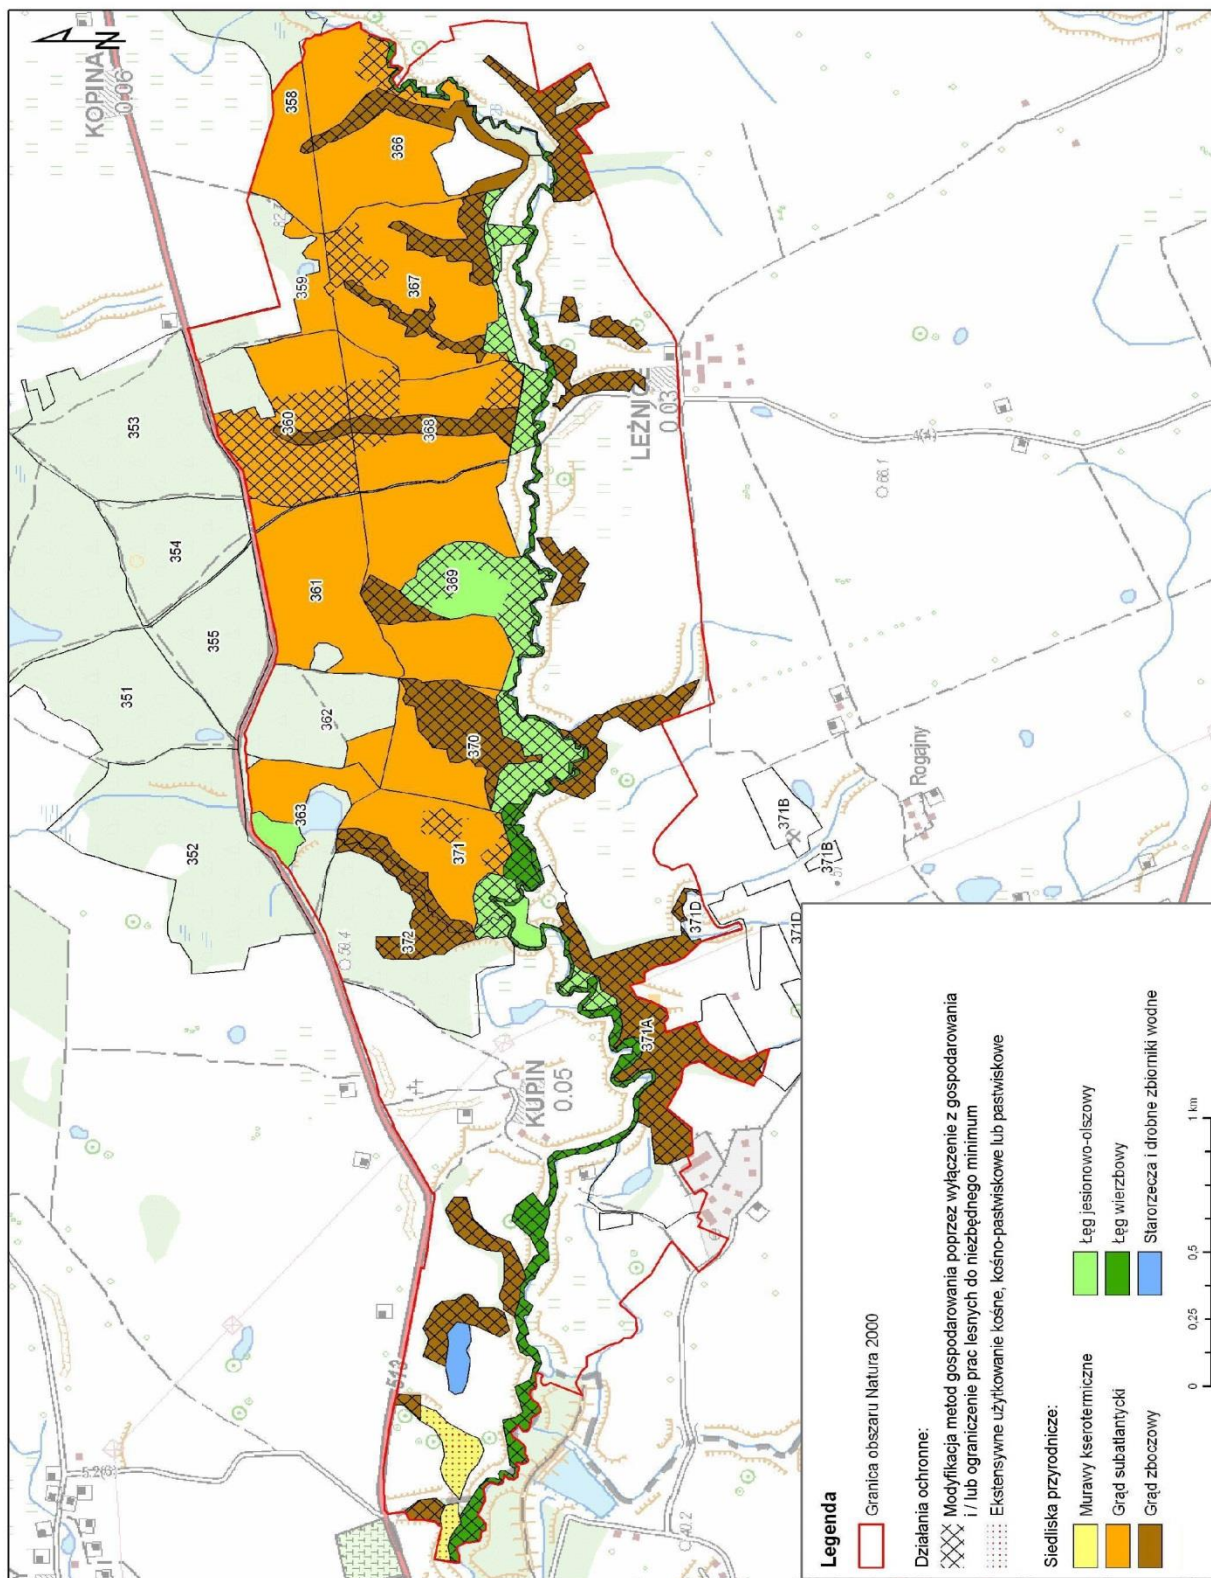 N
KOPINA
0.06
358
366
359
367
353
360
368
354
361
369
355
351
362
370
352
363
371
372
LEŻNICE
0.03
66.1
Rogajny
371B
371B
371D
371D
371A
KUPIN
0.05
513
Legenda
Granica obszaru Natura 2000
Działania ochronne:
Modyfikacja metod gospodarowania poprzez wyłączenie z gospodarowania
i / lub ograniczenie prac leśnych do niezbędnego minimum
Ekstensywne użytkowanie kośne, kośno-pastwiskowe lub pastwiskowe
Siedliska przyrodnicze:
Murawy kserotermiczne
Grąd subatlantycki
Grąd zboczowy
Łęg jesionowo-olszowy
Łęg wierzbowy
Starorzecza i drobne zbiorniki wodne
0 0,25 0,5 1 km